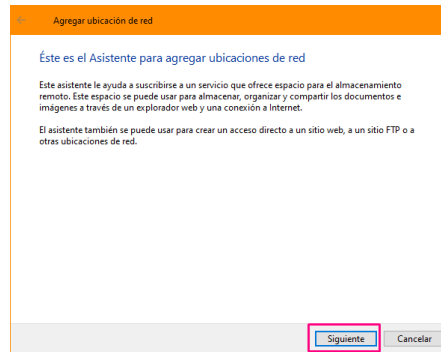 Agregar ubicación de red
Éste es el Asistente para agregar ubicaciones de red
Este asistente le ayuda a suscribirse a un servicio que ofrece espacio para el almacenamiento
remoto. Este espacio se puede usar para almacenar, organizar y compartir los documentos e
imágenes a través de un explorador web y una conexión a Internet.
El asistente también se puede usar para crear un acceso directo a un sitio web, a un sitio FTP o a
otras ubicaciones de red.
Siguiente
Cancelar